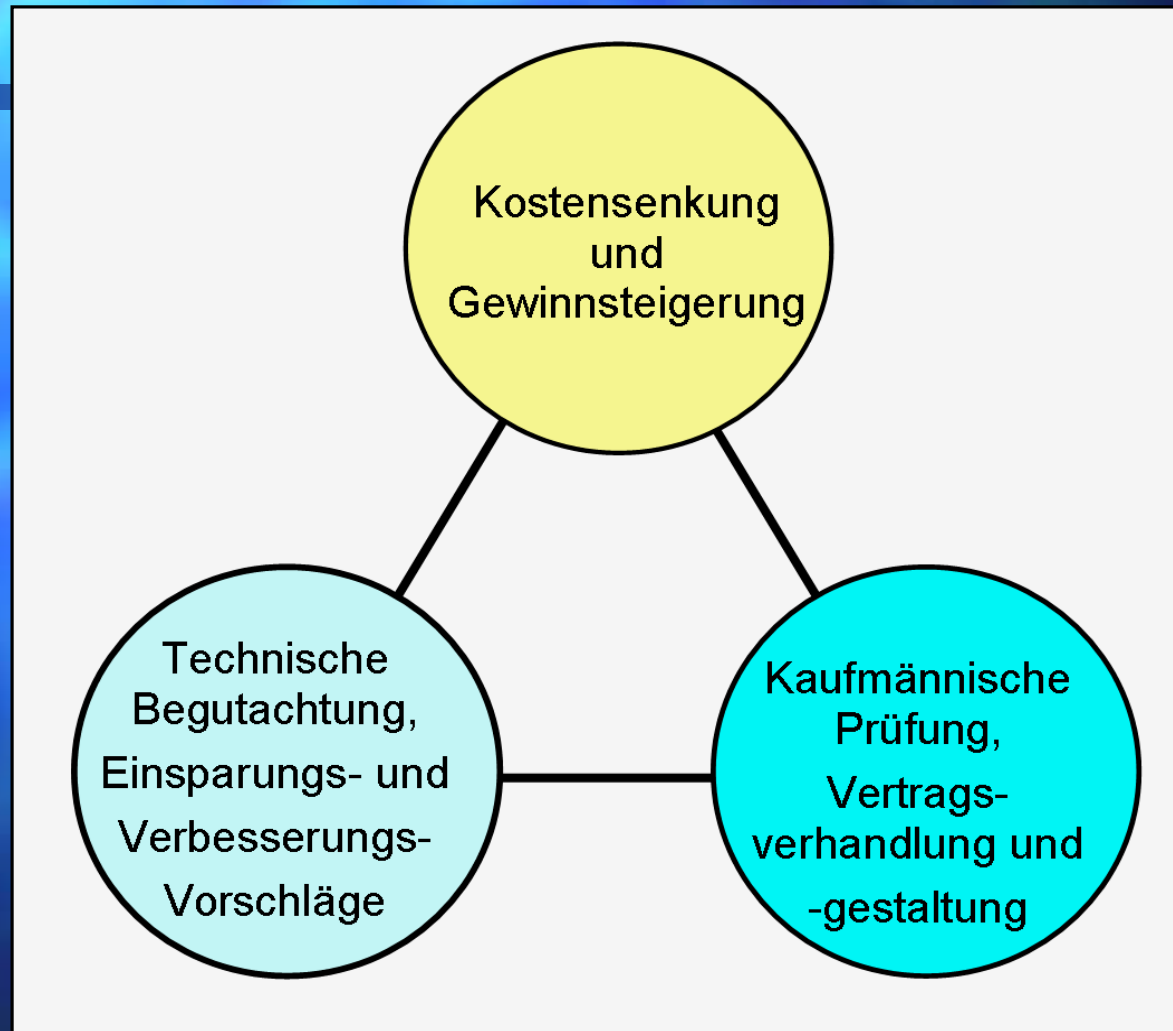 Kostensenkung
und
Gewinnsteigerung
Technische
Begutachtung,
Einsparungs- und
Verbesserungs-
Vorschläge
Kaufmännische
Prüfung,
Vertrags-
verhandlung und
-gestaltung